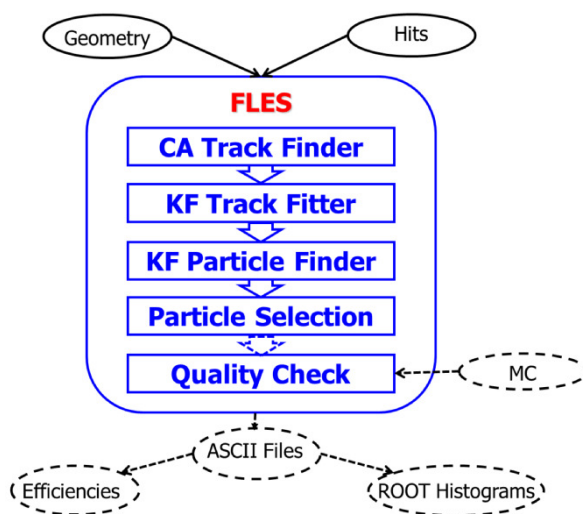 Geometry
Hits
FLES
CA Track Finder
KF Track Fitter
KF Particle Finder
Particle Selection
Quality Check
MC
ASCII Files
Efficiencies
ROOT Histograms